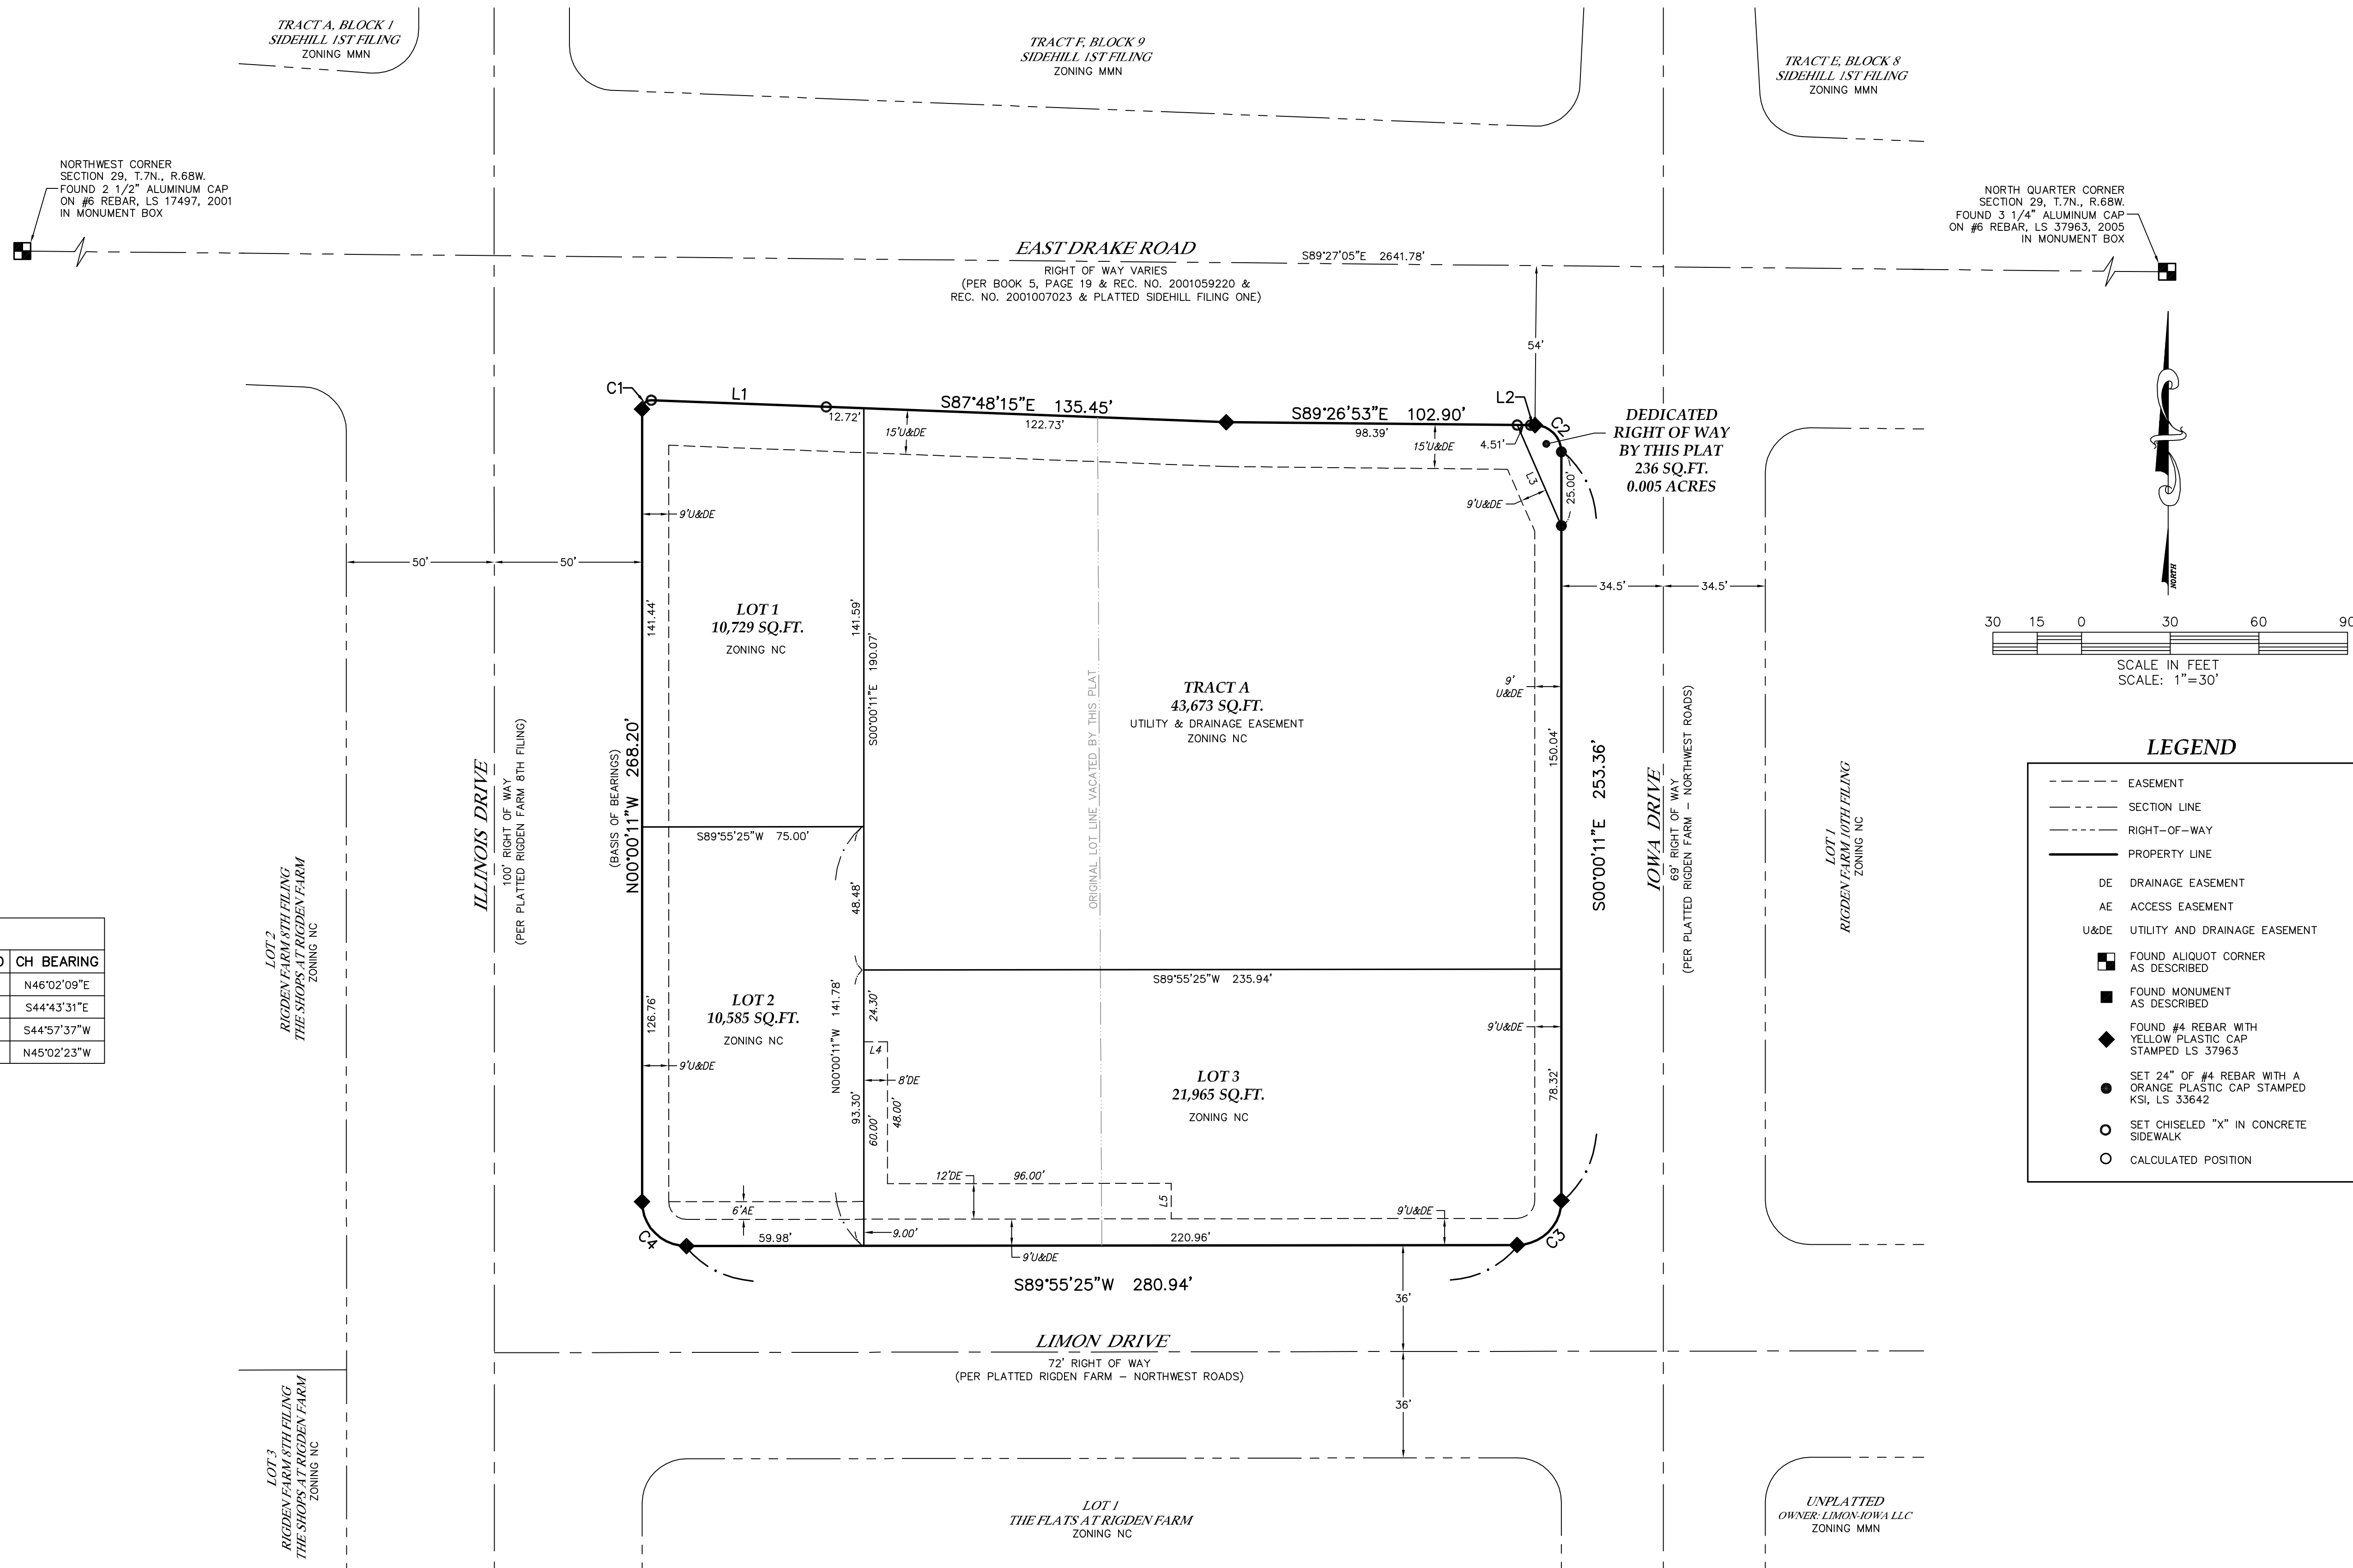 TRACT A, BLOCK 1
SIDEHILL 1ST FILING
ZONING MMN
TRACT F, BLOCK 9
SIDEHILL 1ST FILING
ZONING MMN
TRACT E, BLOCK 8
SIDEHILL 1ST FILING
ZONING MMN
NORTHWEST CORNER
SECTION 29, T.7N., R.68W.
FOUND 2 1/2" ALUMINUM CAP
ON #6 REBAR, LS 17497, 2001
IN MONUMENT BOX
NORTH QUARTER CORNER
SECTION 29, T.7N., R.68W.
FOUND 3 1/4" ALUMINUM CAP
ON #6 REBAR, LS 37963, 2005
IN MONUMENT BOX
EAST DRAKE ROAD
S89°27'05"E 2641.78'
RIGHT OF WAY VARIES
(PER BOOK 5, PAGE 19 & REC. NO. 2001059220 &
REC. NO. 2001007023 & PLATTED SIDEHILL FILING ONE)
54'
C1
L1
12.72'
S87°48'15"E 135.45'
122.73'
15'U&DE
S89°26'53"E 102.90'
98.39'
15'U&DE
L2
C2
4.51'
L3
25.00'
9'U&DE
DEDICATED
RIGHT OF WAY
BY THIS PLAT
236 SQ.FT.
0.005 ACRES
9'U&DE
50'
50'
34.5'
34.5'
141.44'
LOT 1
10,729 SQ.FT.
ZONING NC
141.59'
S00°00'11"E 190.07'
ORIGINAL LOT LINE VACATED BY THIS PLAT
TRACT A
43,673 SQ.FT.
UTILITY & DRAINAGE EASEMENT
ZONING NC
9'
U&DE
150.04'
S00°00'11"E 253.36'
IOWA DRIVE
69' RIGHT OF WAY
(PER PLATTED RIGDEN FARM – NORTHWEST ROADS)
LOT 1
RIGDEN FARM 10TH FILING
ZONING NC
ILLINOIS DRIVE
100' RIGHT OF WAY
(PER PLATTED RIGDEN FARM 8TH FILING)
(BASIS OF BEARINGS)
N00°00'11"W 268.20'
S89°55'25"W 75.00'
48.48'
S89°55'25"W 235.94'
LOT 2
RIGDEN FARM 8TH FILING
THE SHOPS AT RIGDEN FARM
ZONING NC
CH BEARING
N46°02'09"E
S44°43'31"E
S44°57'37"W
N45°02'23"W
126.76'
LOT 2
10,585 SQ.FT.
ZONING NC
9'U&DE
N00°00'11"W 141.78'
24.30'
L4
8'DE
93.30'
60.00'
48.00'
12'DE
96.00'
L5
LOT 3
21,965 SQ.FT.
ZONING NC
9'U&DE
78.32'
6'AE
9.00'
9'U&DE
9'U&DE
C4
59.98'
220.96'
C3
S89°55'25"W 280.94'
36'
LIMON DRIVE
72' RIGHT OF WAY
(PER PLATTED RIGDEN FARM – NORTHWEST ROADS)
36'
LOT 3
RIGDEN FARM 8TH FILING
THE SHOPS AT RIGDEN FARM
ZONING NC
LOT 1
THE FLATS AT RIGDEN FARM
ZONING NC
UNPLATTED
OWNER: LIMON-IOWA LLC
ZONING MMN
NORTH
30 15 0 30 60 90
SCALE IN FEET
SCALE: 1"=30'
LEGEND
EASEMENT
SECTION LINE
RIGHT–OF–WAY
PROPERTY LINE
DE DRAINAGE EASEMENT
AE ACCESS EASEMENT
U&DE UTILITY AND DRAINAGE EASEMENT
FOUND ALIQUOT CORNER
AS DESCRIBED
FOUND MONUMENT
AS DESCRIBED
FOUND #4 REBAR WITH
YELLOW PLASTIC CAP
STAMPED LS 37963
SET 24" OF #4 REBAR WITH A
ORANGE PLASTIC CAP STAMPED
KSI, LS 33642
SET CHISELED "X" IN CONCRETE
SIDEWALK
CALCULATED POSITION